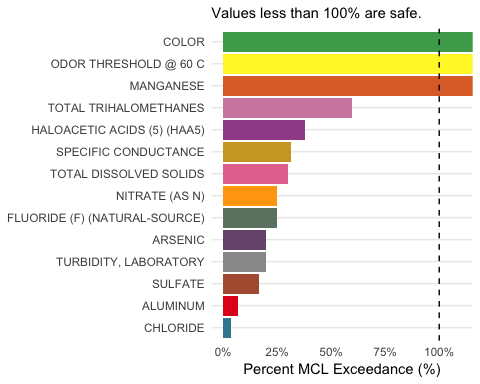 Values less than 100% are safe.
COLOR
ODOR THRESHOLD @ 60 C
MANGANESE
TOTAL TRIHALOMETHANES
HALOACETIC ACIDS (5) (HAA5)
SPECIFIC CONDUCTANCE
TOTAL DISSOLVED SOLIDS
NITRATE (AS N)
FLUORIDE (F) (NATURAL-SOURCE)
ARSENIC
TURBIDITY, LABORATORY
SULFATE
ALUMINUM
CHLORIDE
0% 25% 50% 75% 100%
Percent MCL Exceedance (%)